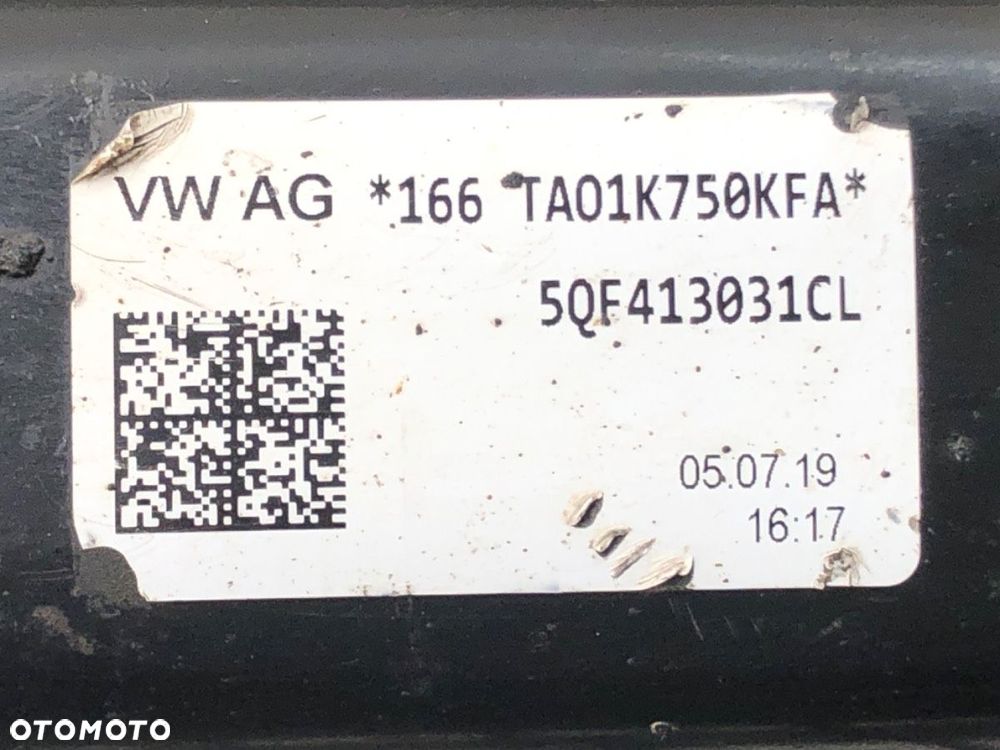 VW AG *166 TA01K750KFA*
5QF413031CL
05.07.19
16:17
OTOMOTO